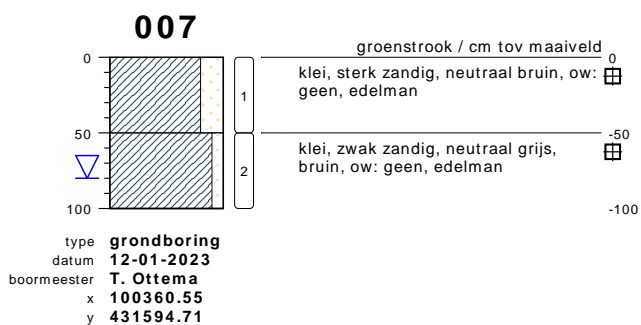 007
groenstrook / cm tov maaiveld
0
0
klei, sterk zandig, neutraal bruin, ow:
geen, edelman
1
50
-50
klei, zwak zandig, neutraal grijs,
bruin, ow: geen, edelman
2
100
-100
type grondboring
datum 12-01-2023
boormeester T. Ottema
x 100360.55
y 431594.71